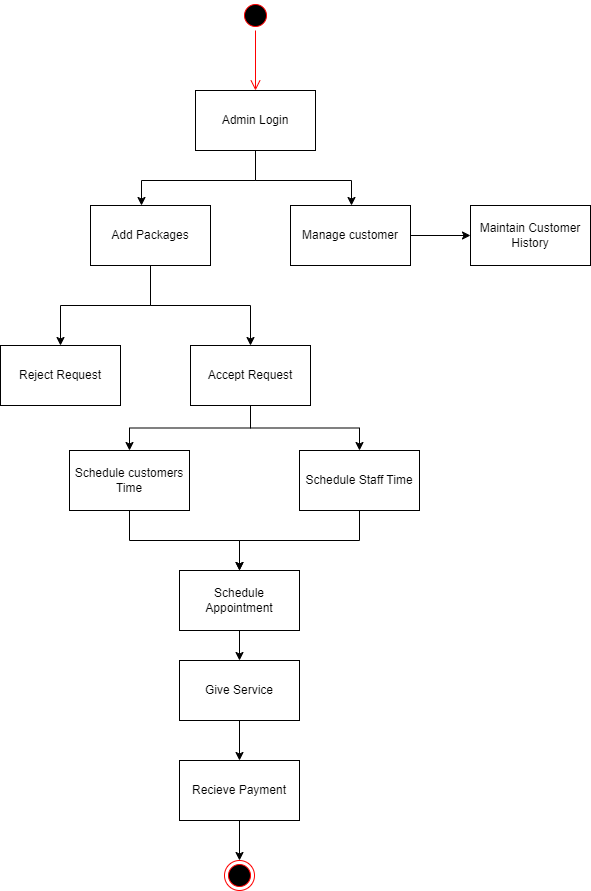 Admin Login
Add Packages
Manage customer
Maintain Customer
History
Reject Request
Accept Request
Schedule customers
Time
Schedule Staff Time
Schedule
Appointment
Give Service
Recieve Payment